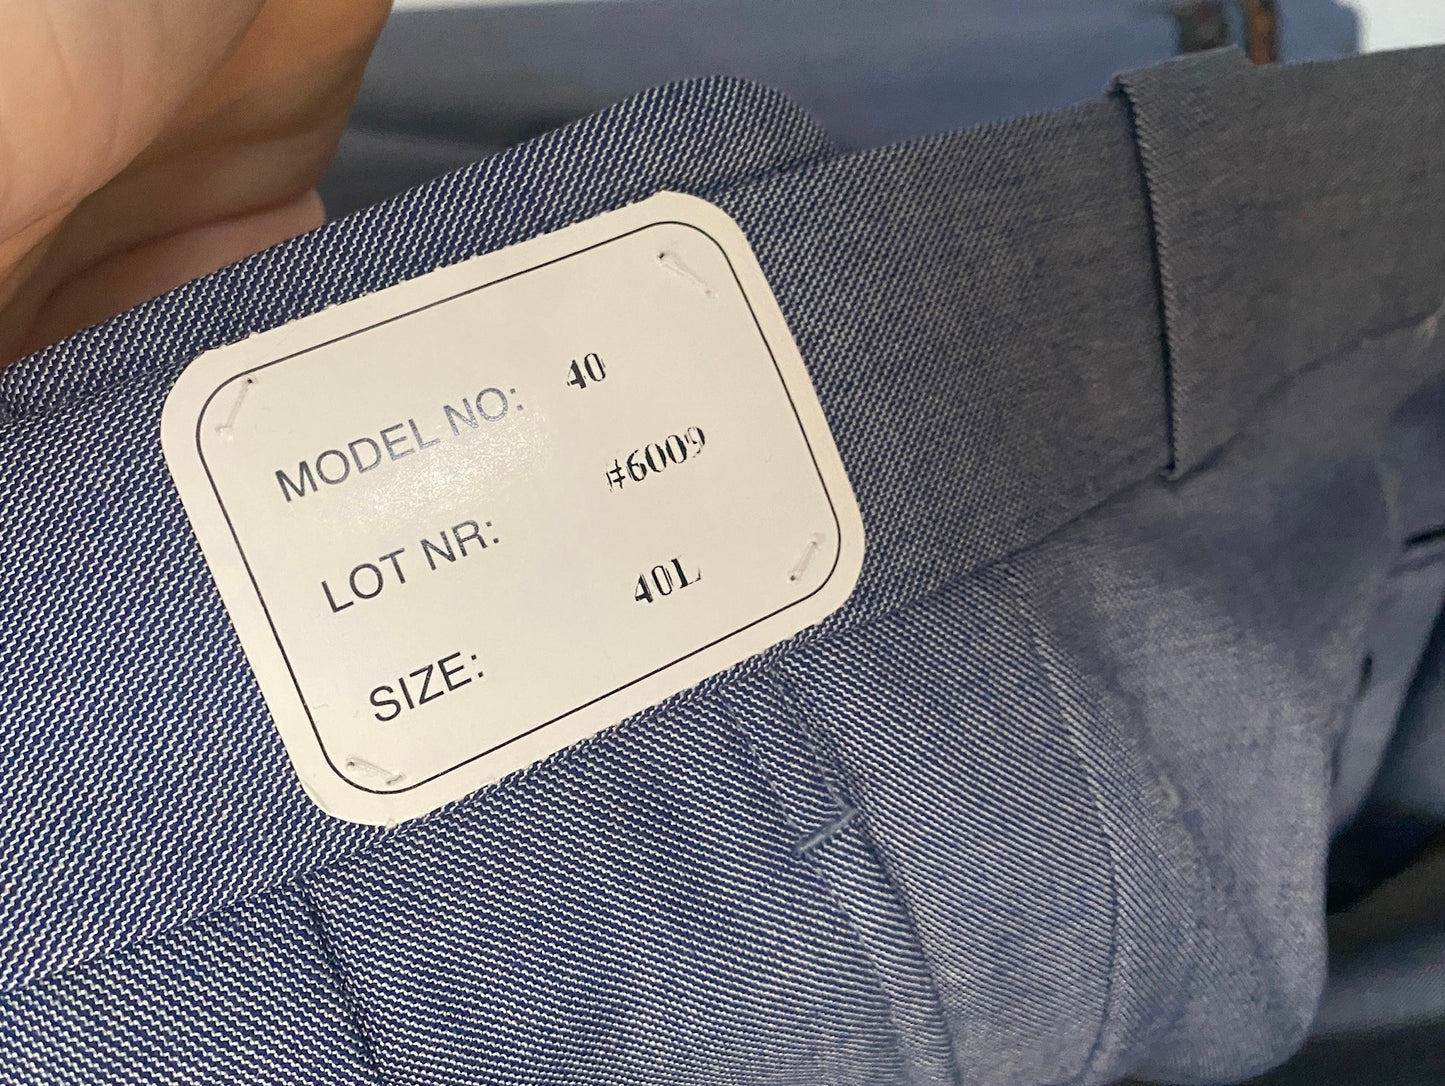 MODEL NO: 40
LOT NR: #6009
SIZE: 40L